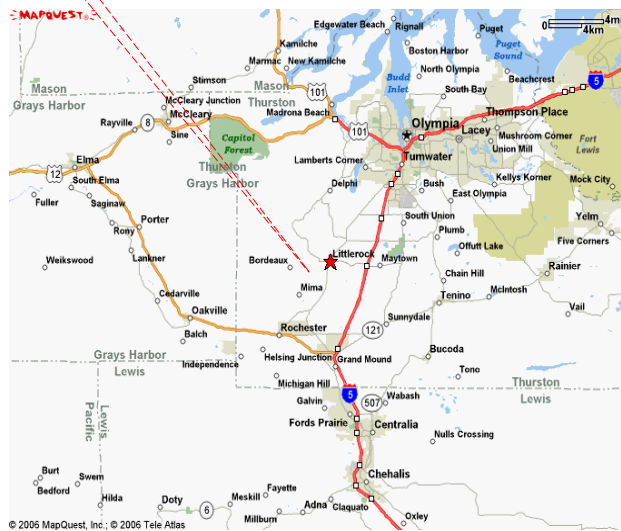 MAPQUEST®
Edgewater Beach
Rignall
Puget
4mi
0
4km
Kamilche
Boston Harbor
Puget
Sound
Marmac
New Kamilche
Budd
Inlet
North Olympia
Beachcrest
5
Stimson
Mason
Grays Harbor
Mason
Thurston
101
South Bay
McCleary Junction
McCleary
Madrona Beach
Thompson Place
Rayville
8
Sine
Capitol
Forest
101
Olympia
Lacey
Mushroom Corner
Union Mill
Fort
Lewis
Elma
12
South Elma
Thurston
Grays Harbor
Lamberts Corner
Tumwater
Delphi
Bush
Kellys Korner
Mock City
Fuller
Saginaw
East Olympia
Rony
Porter
South Union
Plumb
Yelm
Five Corners
Weikswood
Lankner
Bordeaux
Littlerock
Maytown
Offutt Lake
Rainier
Cedarville
Mima
Chain Hill
Tenino
McIntosh
Vail
Oakville
Balch
Rochester
121
Sunnydale
Grays Harbor
Lewis
Independence
Helsing Junction
Grand Mound
Bucoda
Tono
Michigan Hill
Thurston
Lewis
Lewis
Pacific
5
Galvin
507
Wabash
Fords Prairie
Centralia
Nulls Crossing
Burt
Bedford
Swem
Chehalis
Hilda
Doty
6
Meskill
Fayette
Millburn
Adna
Claquato
Oxley
© 2006 MapQuest, Inc.; © 2006 Tele Atlas